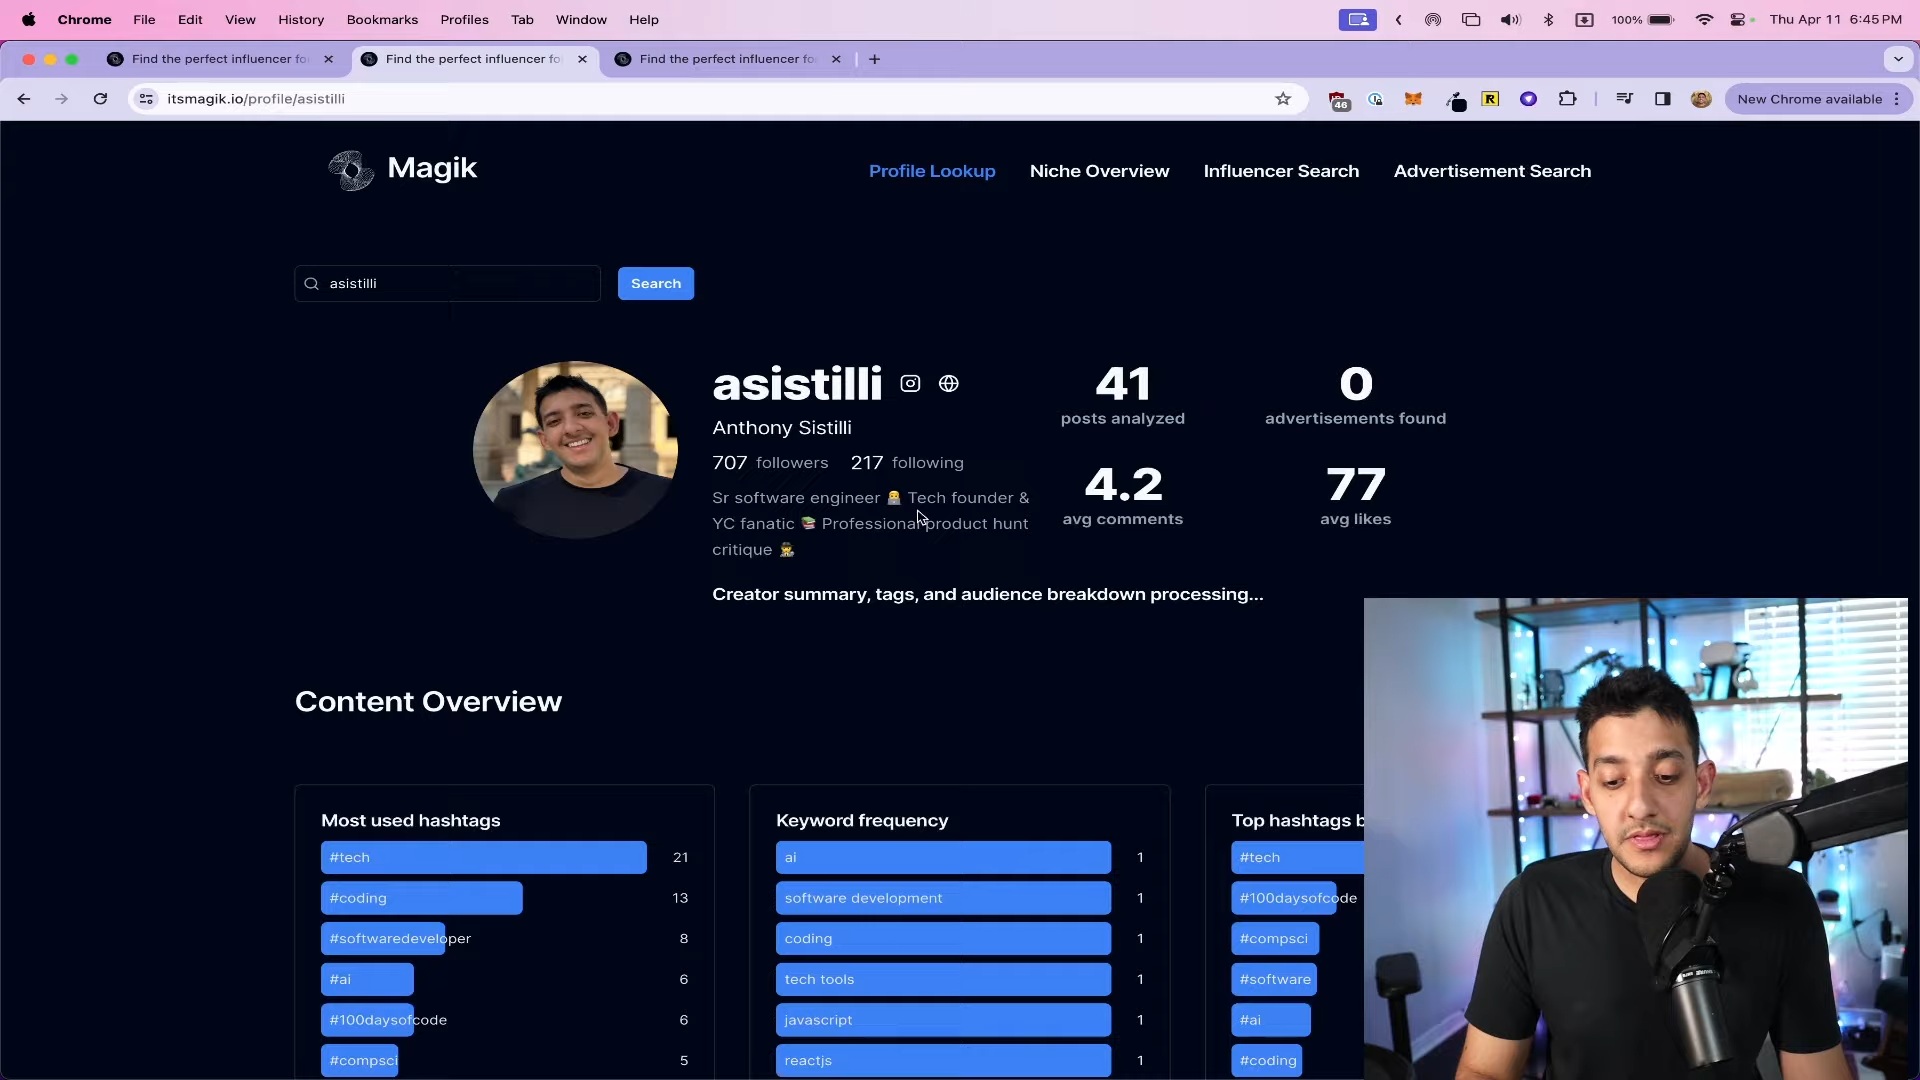 Chrome File Edit View History Bookmarks Profiles Tab Window Help 100% Thu Apr 11 6:45 PM
Find the perfect influencer fo Find the perfect influencer fo Find the perfect influencer fo
itsmagik.io/profile/asistilli 46 R New Chrome available
Magik Profile Lookup Niche Overview Influencer Search Advertisement Search
asistilli Search
asistilli
Anthony Sistilli
707 followers 217 following
Sr software engineer 👨‍💻 Tech founder &
YC fanatic 📚 Professional product hunt
critique 🕵️
41
posts analyzed
0
advertisements found
4.2
avg comments
77
avg likes
Creator summary, tags, and audience breakdown processing...
Content Overview
Most used hashtags
#tech 21
#coding 13
#softwaredeveloper 8
#ai 6
#100daysofcode 6
#compsci 5
Keyword frequency
ai 1
software development 1
coding 1
tech tools 1
javascript 1
reactjs 1
Top hashtags b
#tech
#100daysofcode
#compsci
#software
#ai
#coding